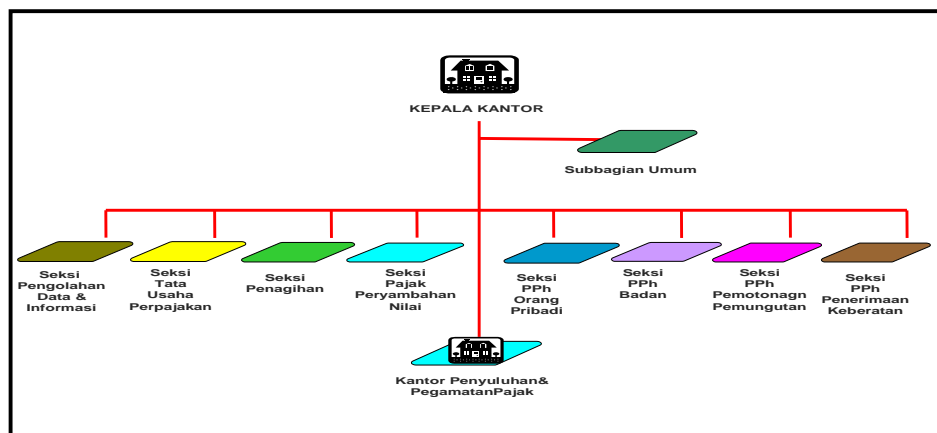 KEPALA KANTOR
Subbagian Umum
Seksi
Pengolahan
Data &
Informasi
Seksi
Tata
Usaha
Perpajakan
Seksi
Penagihan
Seksi
Pajak
Peryambahan
Nilai
Seksi
PPh
Orang
Pribadi
Seksi
PPh
Badan
Seksi
PPh
Pemotonagn
Pemungutan
Seksi
PPh
Penerimaan
Keberatan
Kantor Penyuluhan&
PegamatanPajak